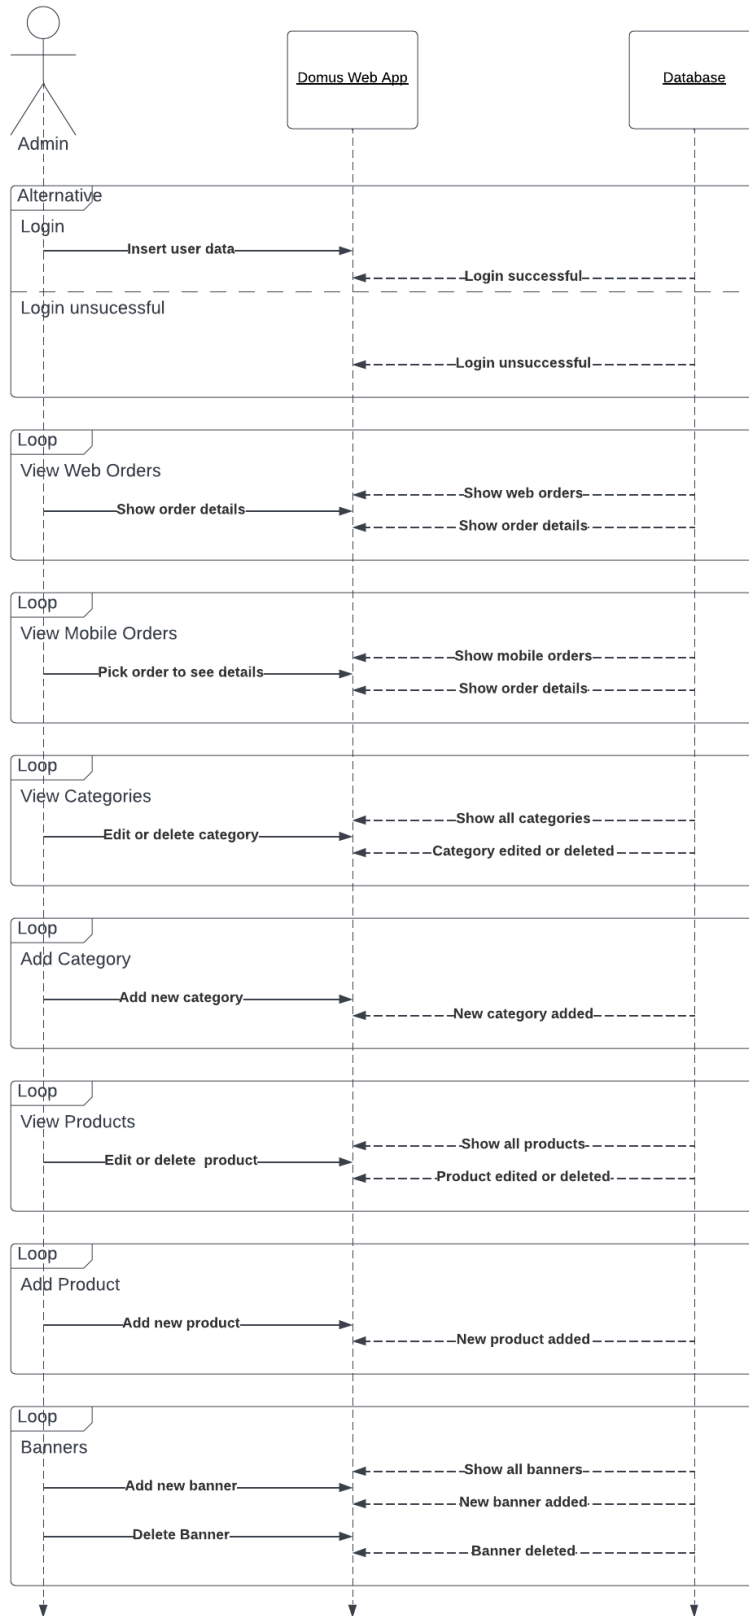 Domus Web App
Database
Admin
Alternative
Login
Insert user data
Login successful
Login unsucessful
Login unsuccessful
Loop
View Web Orders
Show web orders
Show order details
Show order details
Loop
View Mobile Orders
Show mobile orders
Pick order to see details
Show order details
Loop
View Categories
Show all categories
Edit or delete category
Category edited or deleted
Loop
Add Category
Add new category
New category added
Loop
View Products
Show all products
Edit or delete  product
Product edited or deleted
Loop
Add Product
Add new product
New product added
Loop
Banners
Show all banners
Add new banner
New banner added
Delete Banner
Banner deleted